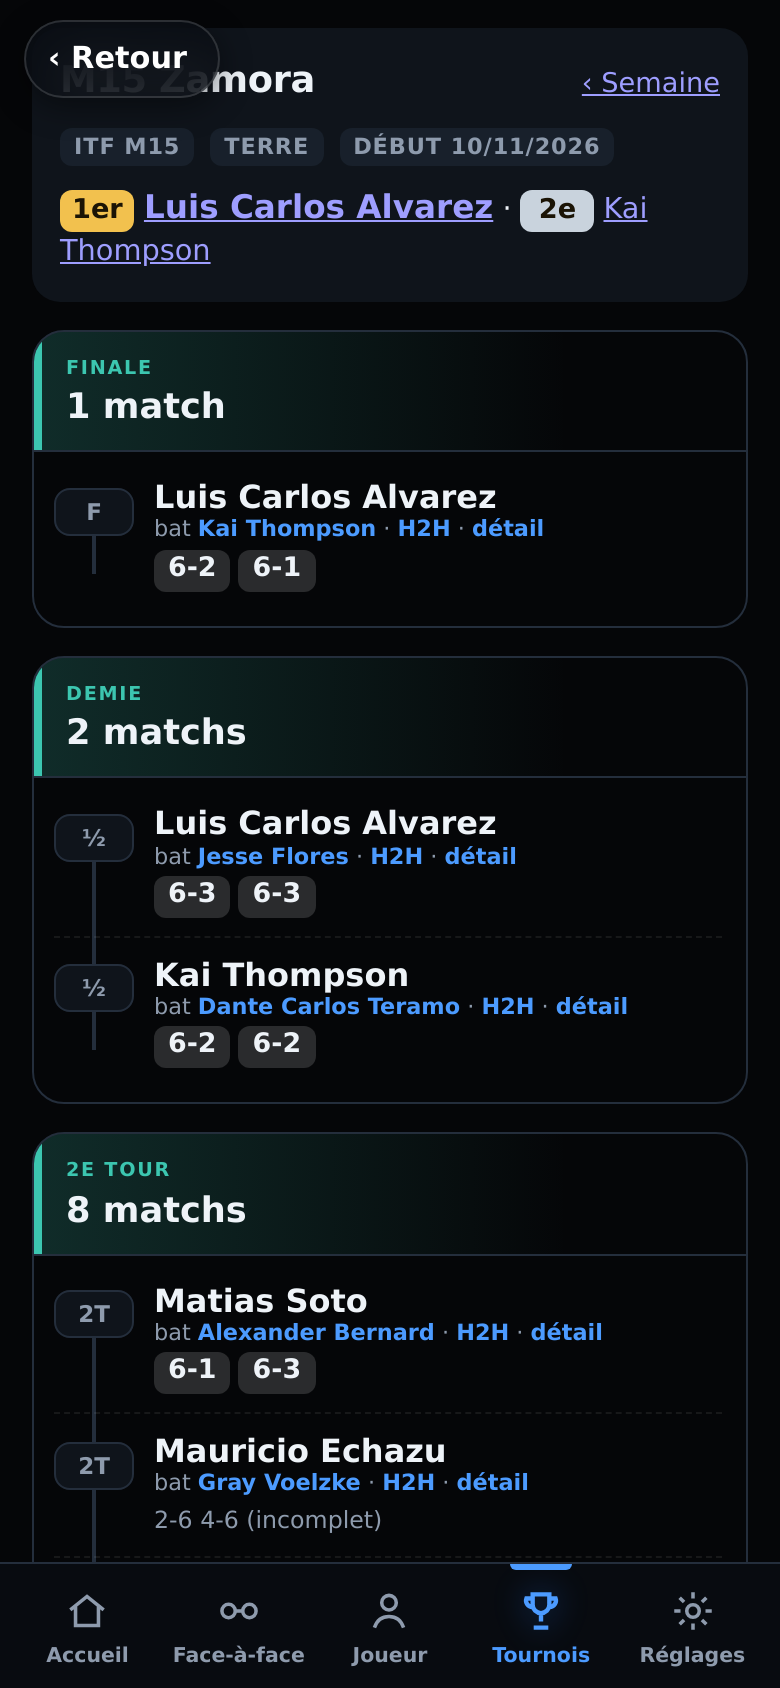 ‹ Retour
M15 Zamora
‹ Semaine
ITF M15 TERRE DÉBUT 10/11/2026
1er Luis Carlos Alvarez · 2e Kai
Thompson
FINALE
1 match
F
Luis Carlos Alvarez
bat Kai Thompson · H2H · détail
6-2 6-1
DEMIE
2 matchs
½
Luis Carlos Alvarez
bat Jesse Flores · H2H · détail
6-3 6-3
½
Kai Thompson
bat Dante Carlos Teramo · H2H · détail
6-2 6-2
2E TOUR
8 matchs
2T
Matias Soto
bat Alexander Bernard · H2H · détail
6-1 6-3
2T
Mauricio Echazu
bat Gray Voelzke · H2H · détail
2-6 4-6 (incomplet)
Accueil Face-à-face Joueur Tournois Réglages